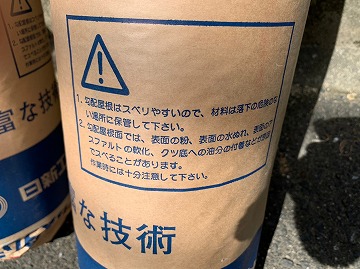 1. 勾配屋根はスベリやすいので、材料は落下の危険のな
い場所に保管して下さい。
2. 勾配屋根面では、表面の粉、表面の水ぬれ、表面のア
スファルトの軟化、クツ底への油分の付着などが原因
でスベることがあります。
作業時には十分注意して下さい。
な技術
富な技
日新工